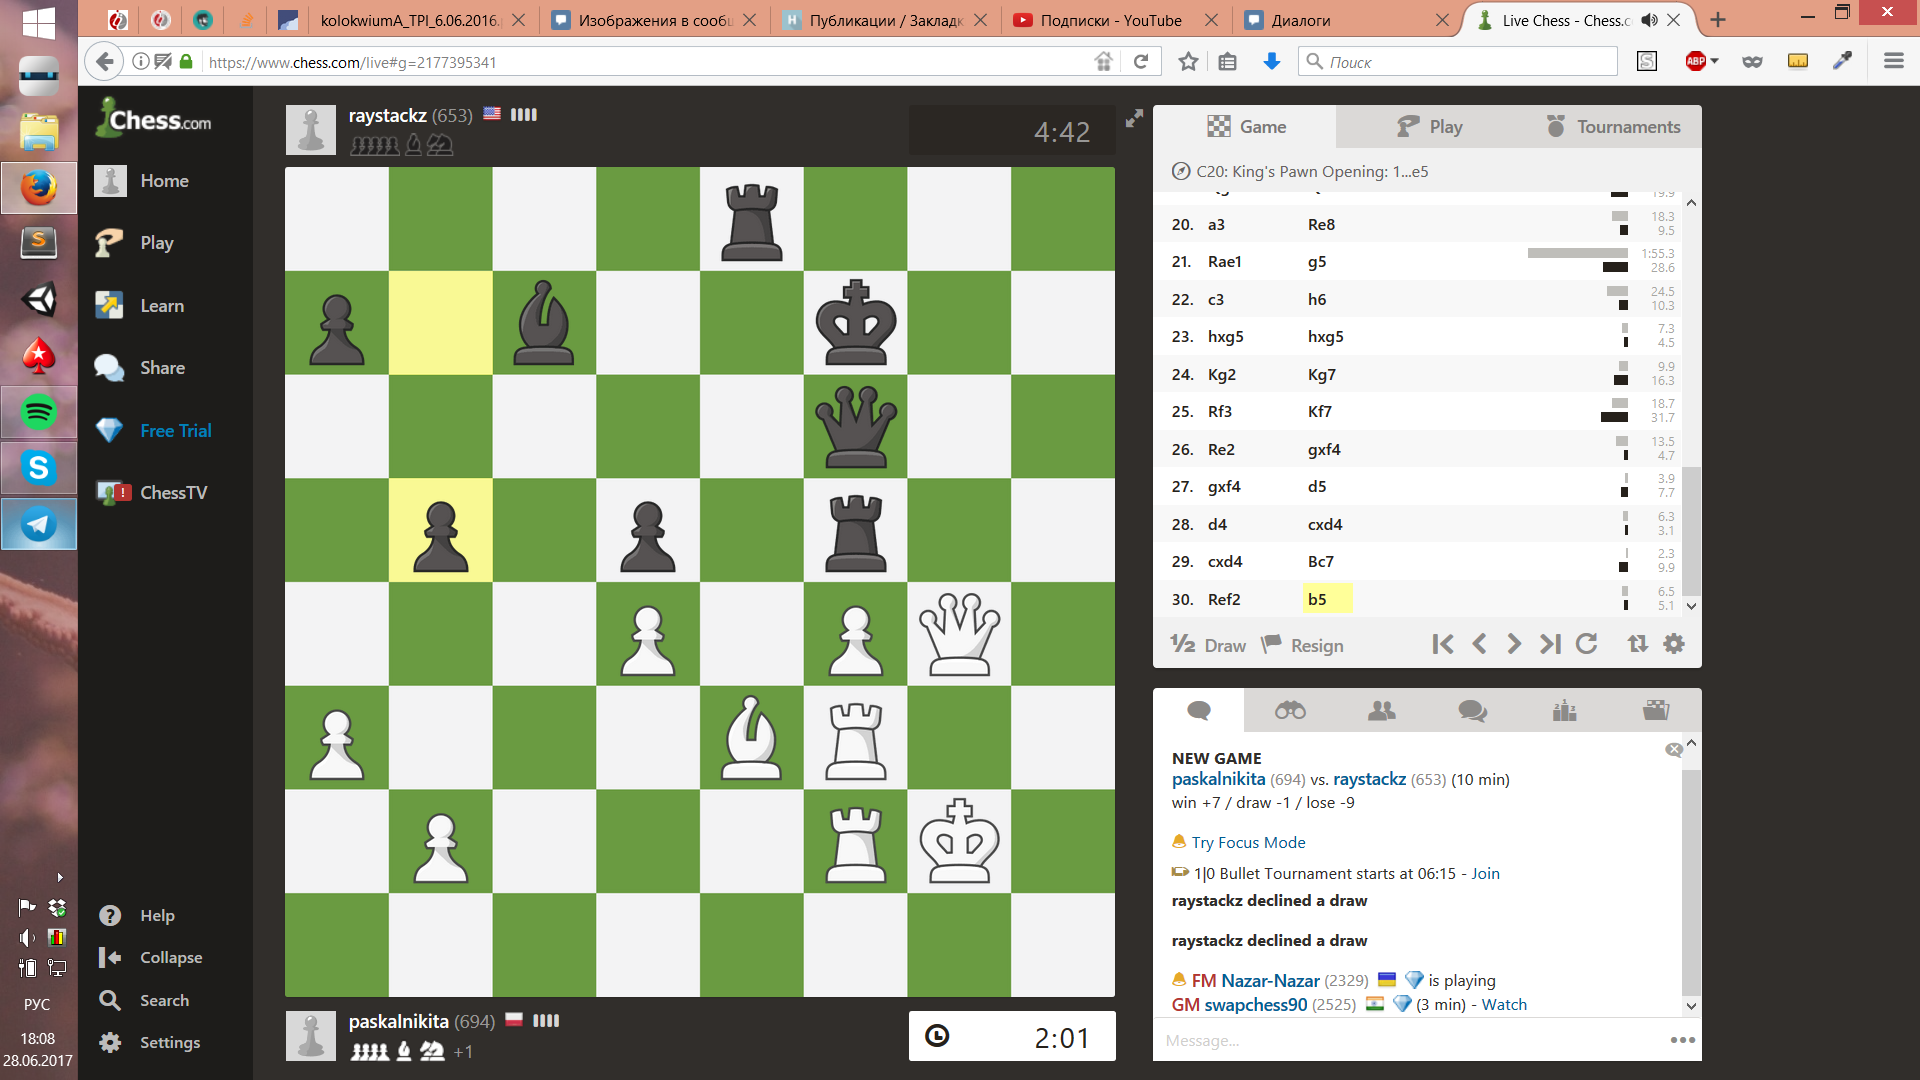 kolokwiumA_TPI_6.06.2016.
Изображения в сообщ
Публикации / Закладк
Подписки - YouTube
Диалоги
Live Chess - Chess.c
https://www.chess.com/live#g=2177395341
Поиск
ABP
Chess.com
Home
Play
Learn
Share
Free Trial
ChessTV
Help
Collapse
Search
Settings
РУС
18:08
28.06.2017
raystackz (653)
4:42
paskalnikita (694)
+1
2:01
Game
Play
Tournaments
C20: King's Pawn Opening: 1...e5
19.9
20. a3 Re8 18.3 9.5
21. Rae1 g5 1:55.3 28.6
22. c3 h6 24.5 10.3
23. hxg5 hxg5 7.3 4.5
24. Kg2 Kg7 9.9 16.3
25. Rf3 Kf7 18.7 31.7
26. Re2 gxf4 13.5 4.7
27. gxf4 d5 3.9 7.7
28. d4 cxd4 6.3 3.1
29. cxd4 Bc7 2.3 9.9
30. Ref2 b5 6.5 5.1
½ Draw
Resign
NEW GAME
paskalnikita (694) vs. raystackz (653) (10 min)
win +7 / draw -1 / lose -9
Try Focus Mode
1|0 Bullet Tournament starts at 06:15 - Join
raystackz declined a draw
raystackz declined a draw
FM Nazar-Nazar (2329) is playing
GM swapchess90 (2525) (3 min) - Watch
Message...